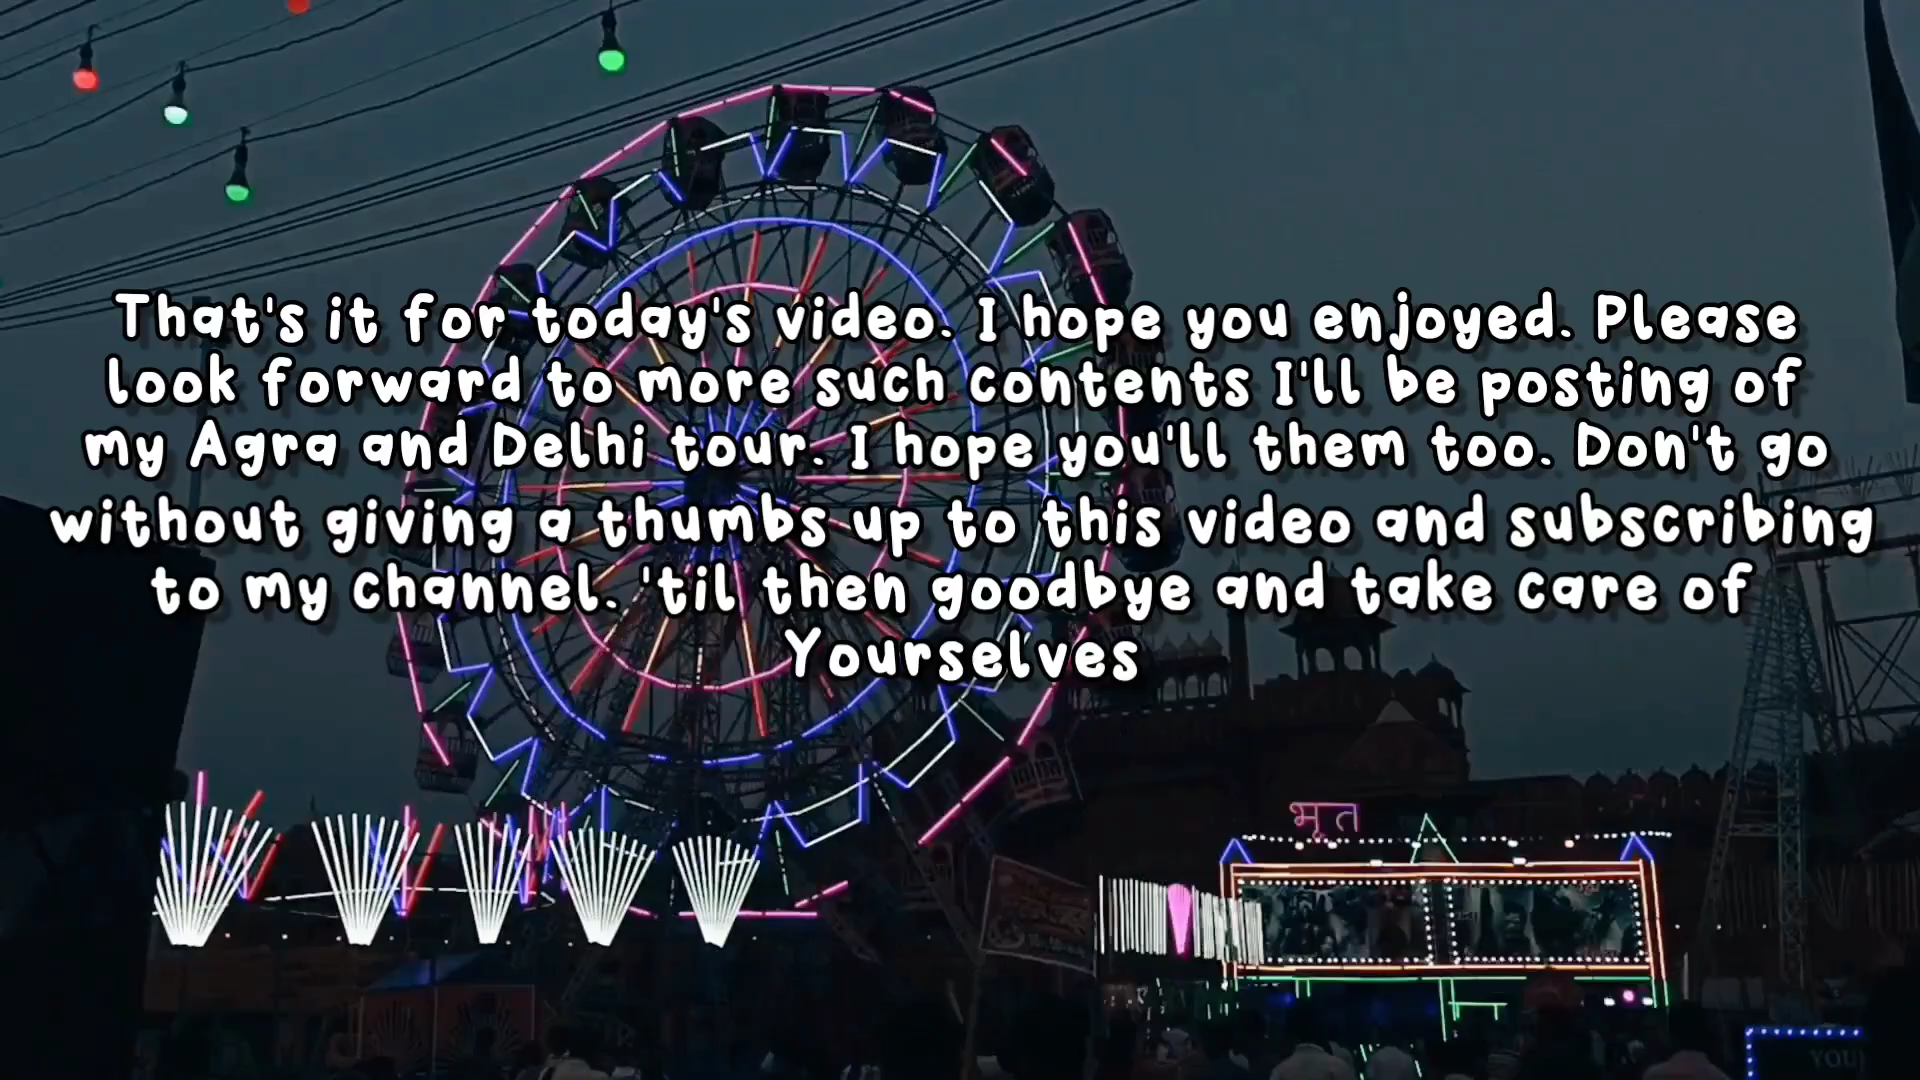 That's it for today's video. I hope you enjoyed. Please
look forward to more such contents I'll be posting of
my Agra and Delhi tour. I hope you'll them too. Don't go
without giving a thumbs up to this video and subscribing
to my channel. 'til then goodbye and take care of
Yourselves
भूत
YOU